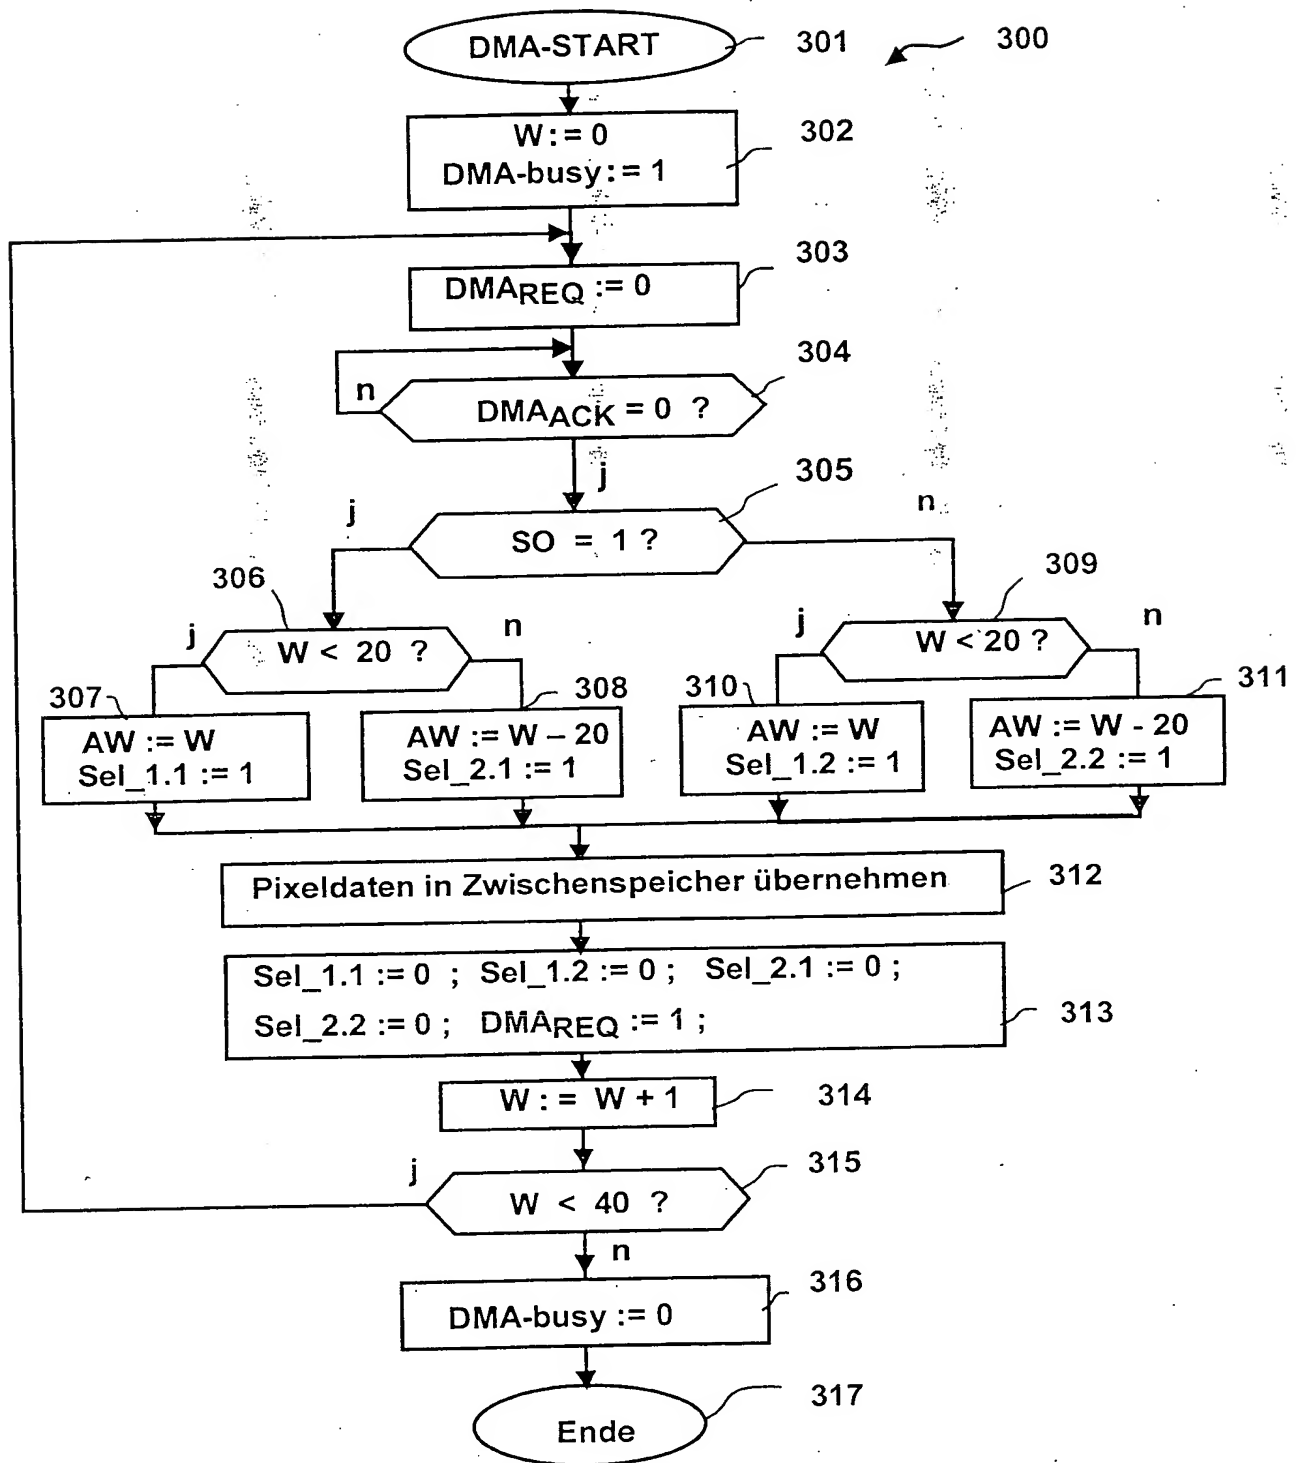 DMA-START
301
300
W := 0
DMA-busy := 1
302
303
DMAREQ := 0
304
n
DMAACK = 0 ?
j
305
j
n
SO = 1 ?
306
309
j
W < 20 ?
n
j
W < 20 ?
n
307
308
310
311
AW := W
Sel_1.1 := 1
AW := W – 20
Sel_2.1 := 1
AW := W
Sel_1.2 := 1
AW := W - 20
Sel_2.2 := 1
Pixeldaten in Zwischenspeicher übernehmen
312
Sel_1.1 := 0 ; Sel_1.2 := 0 ; Sel_2.1 := 0 ;
Sel_2.2 := 0 ; DMAREQ := 1 ;
313
W : = W + 1
314
j
315
W < 40 ?
n
316
DMA-busy := 0
317
Ende